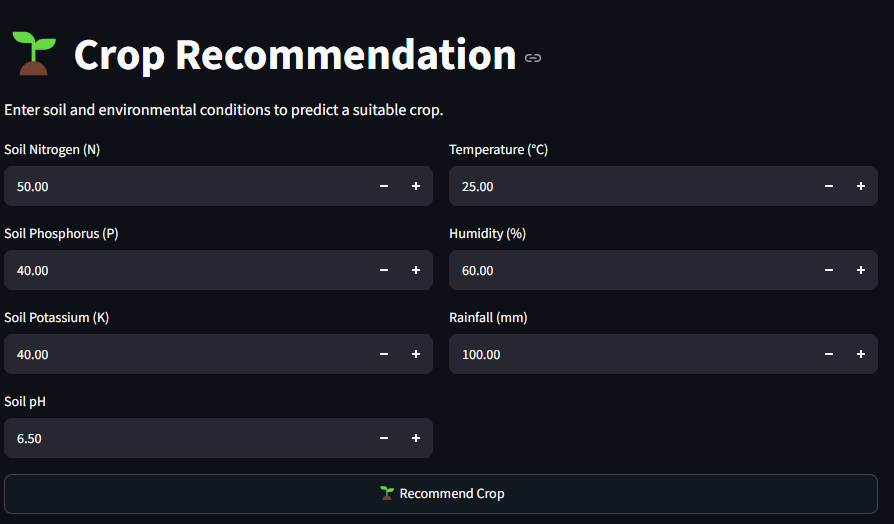 Crop Recommendation
Enter soil and environmental conditions to predict a suitable crop.
Soil Nitrogen (N)
50.00
Temperature (°C)
25.00
Soil Phosphorus (P)
40.00
Humidity (%)
60.00
Soil Potassium (K)
40.00
Rainfall (mm)
100.00
Soil pH
6.50
Recommend Crop